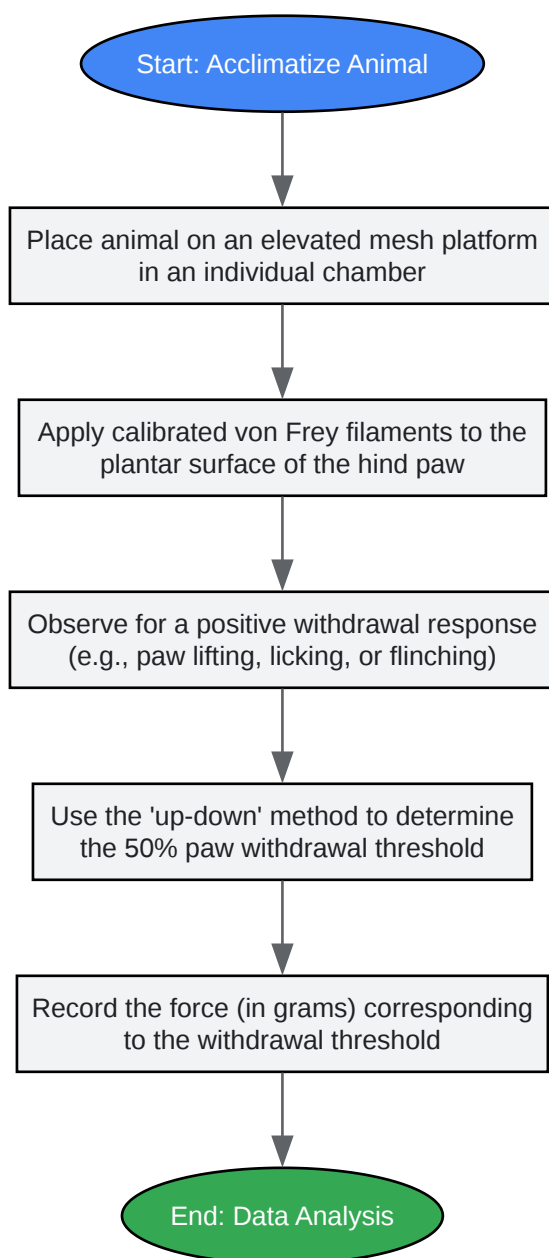 Start: Acclimatize Animal
Place animal on an elevated mesh platform
in an individual chamber
Apply calibrated von Frey filaments to the
plantar surface of the hind paw
Observe for a positive withdrawal response
(e.g., paw lifting, licking, or flinching)
Use the 'up-down' method to determine
the 50% paw withdrawal threshold
Record the force (in grams) corresponding
to the withdrawal threshold
End: Data Analysis